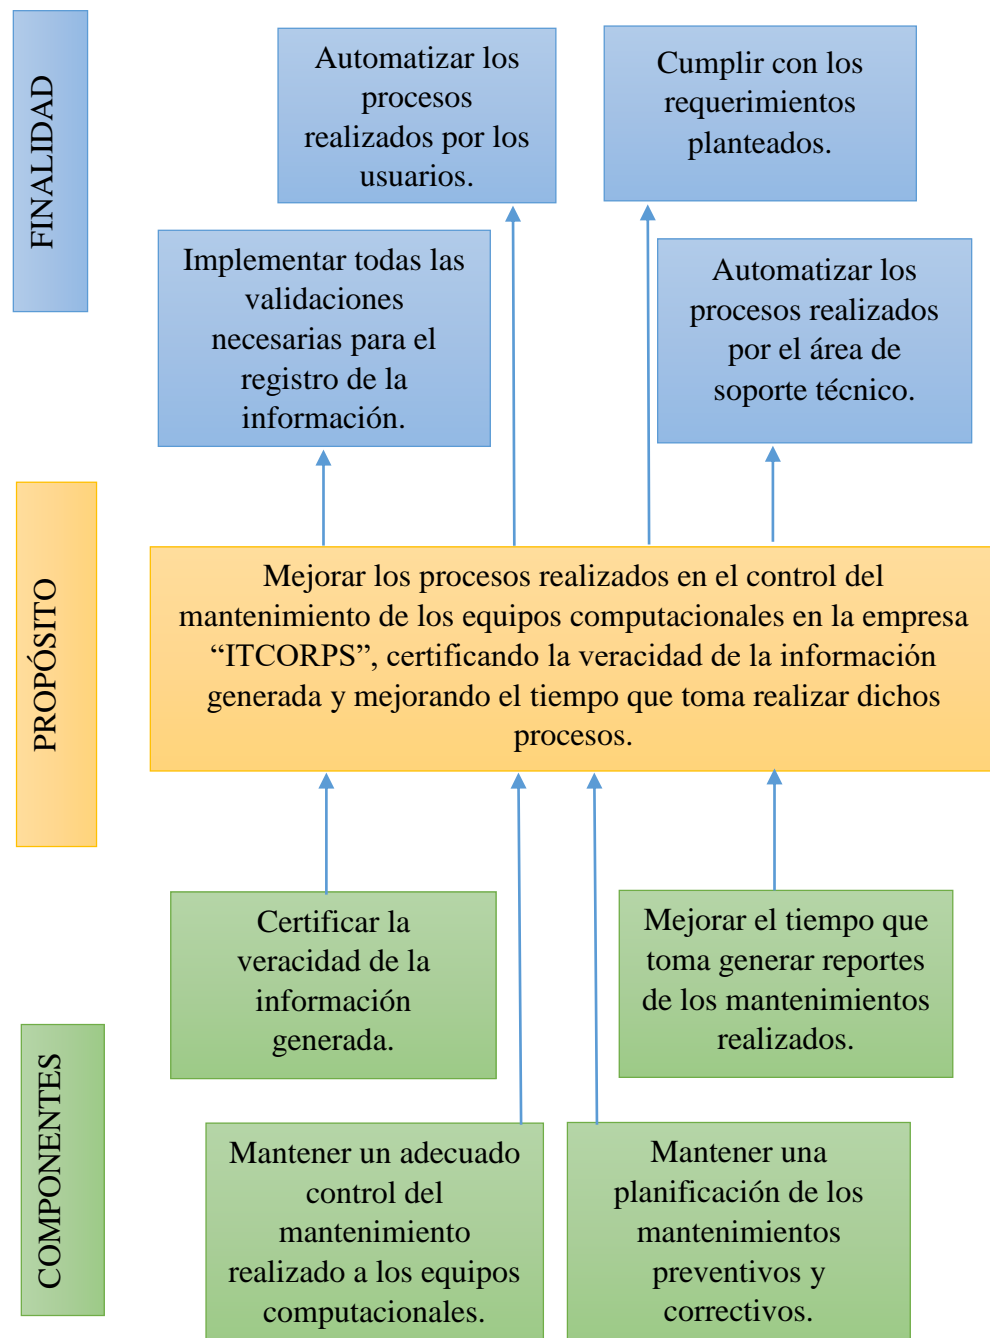 FINALIDAD
Automatizar los
procesos
realizados por los
usuarios.
Cumplir con los
requerimientos
planteados.
Implementar todas las
validaciones
necesarias para el
registro de la
información.
Automatizar los
procesos realizados
por el área de
soporte técnico.
PROPÓSITO
Mejorar los procesos realizados en el control del
mantenimiento de los equipos computacionales en la empresa
“ITCORPS”, certificando la veracidad de la información
generada y mejorando el tiempo que toma realizar dichos
procesos.
COMPONENTES
Certificar la
veracidad de la
información
generada.
Mejorar el tiempo que
toma generar reportes
de los mantenimientos
realizados.
Mantener un adecuado
control del
mantenimiento
realizado a los equipos
computacionales.
Mantener una
planificación de los
mantenimientos
preventivos y
correctivos.